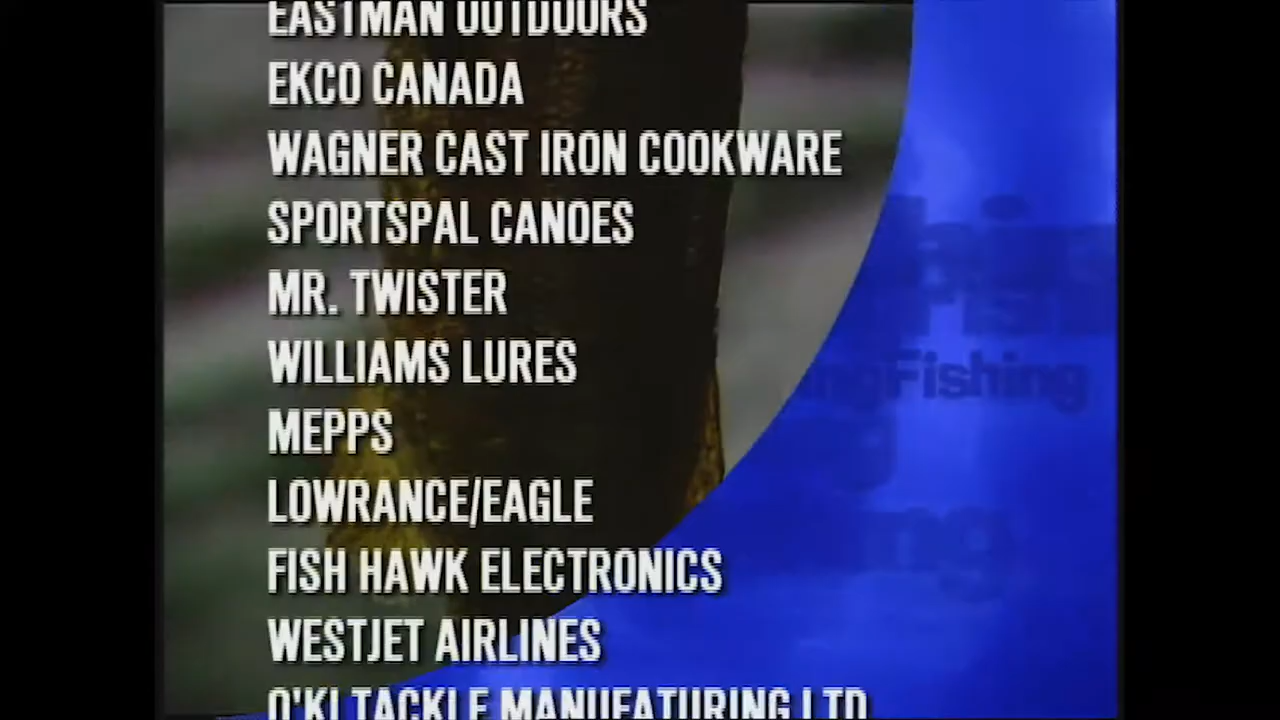 EASTMAN OUTDOORS
EKCO CANADA
WAGNER CAST IRON COOKWARE
SPORTSPAL CANOES
MR. TWISTER
WILLIAMS LURES
MEPPS
LOWRANCE/EAGLE
FISH HAWK ELECTRONICS
WESTJET AIRLINES
O'KI TACKLE MANUFATURING LTD
Fishing